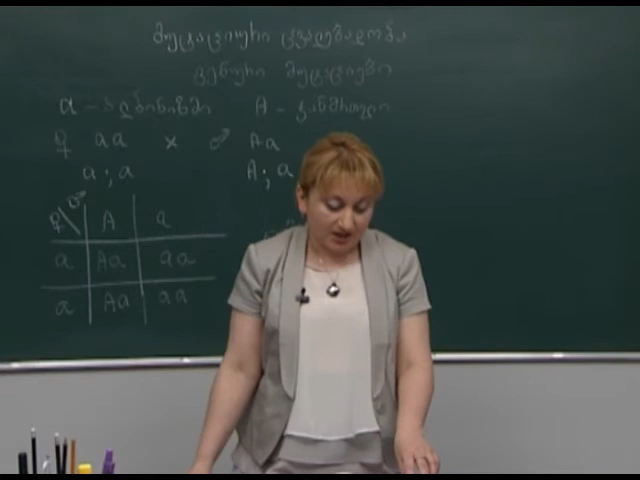 მუტაციური ცვალებადობა
გენური მუტაციები
a - ალბინიზმი A - ჯანმრთელი
♀ aa x ♂ Aa
a ; a A ; a
♀\♂ A a
a Aa aa
a Aa aa